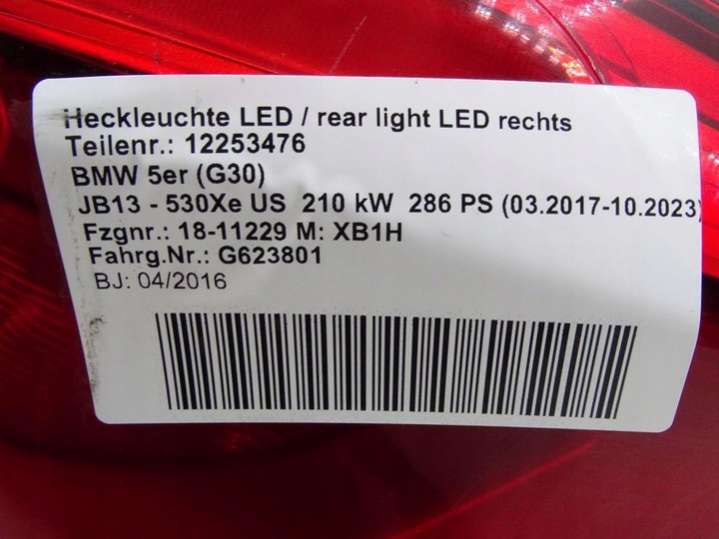 Heckleuchte LED / rear light LED rechts
Teilenr.: 12253476
BMW 5er (G30)
JB13 - 530Xe US 210 kW 286 PS (03.2017-10.2023)
Fzgnr.: 18-11229 M: XB1H
Fahrg.Nr.: G623801
BJ: 04/2016